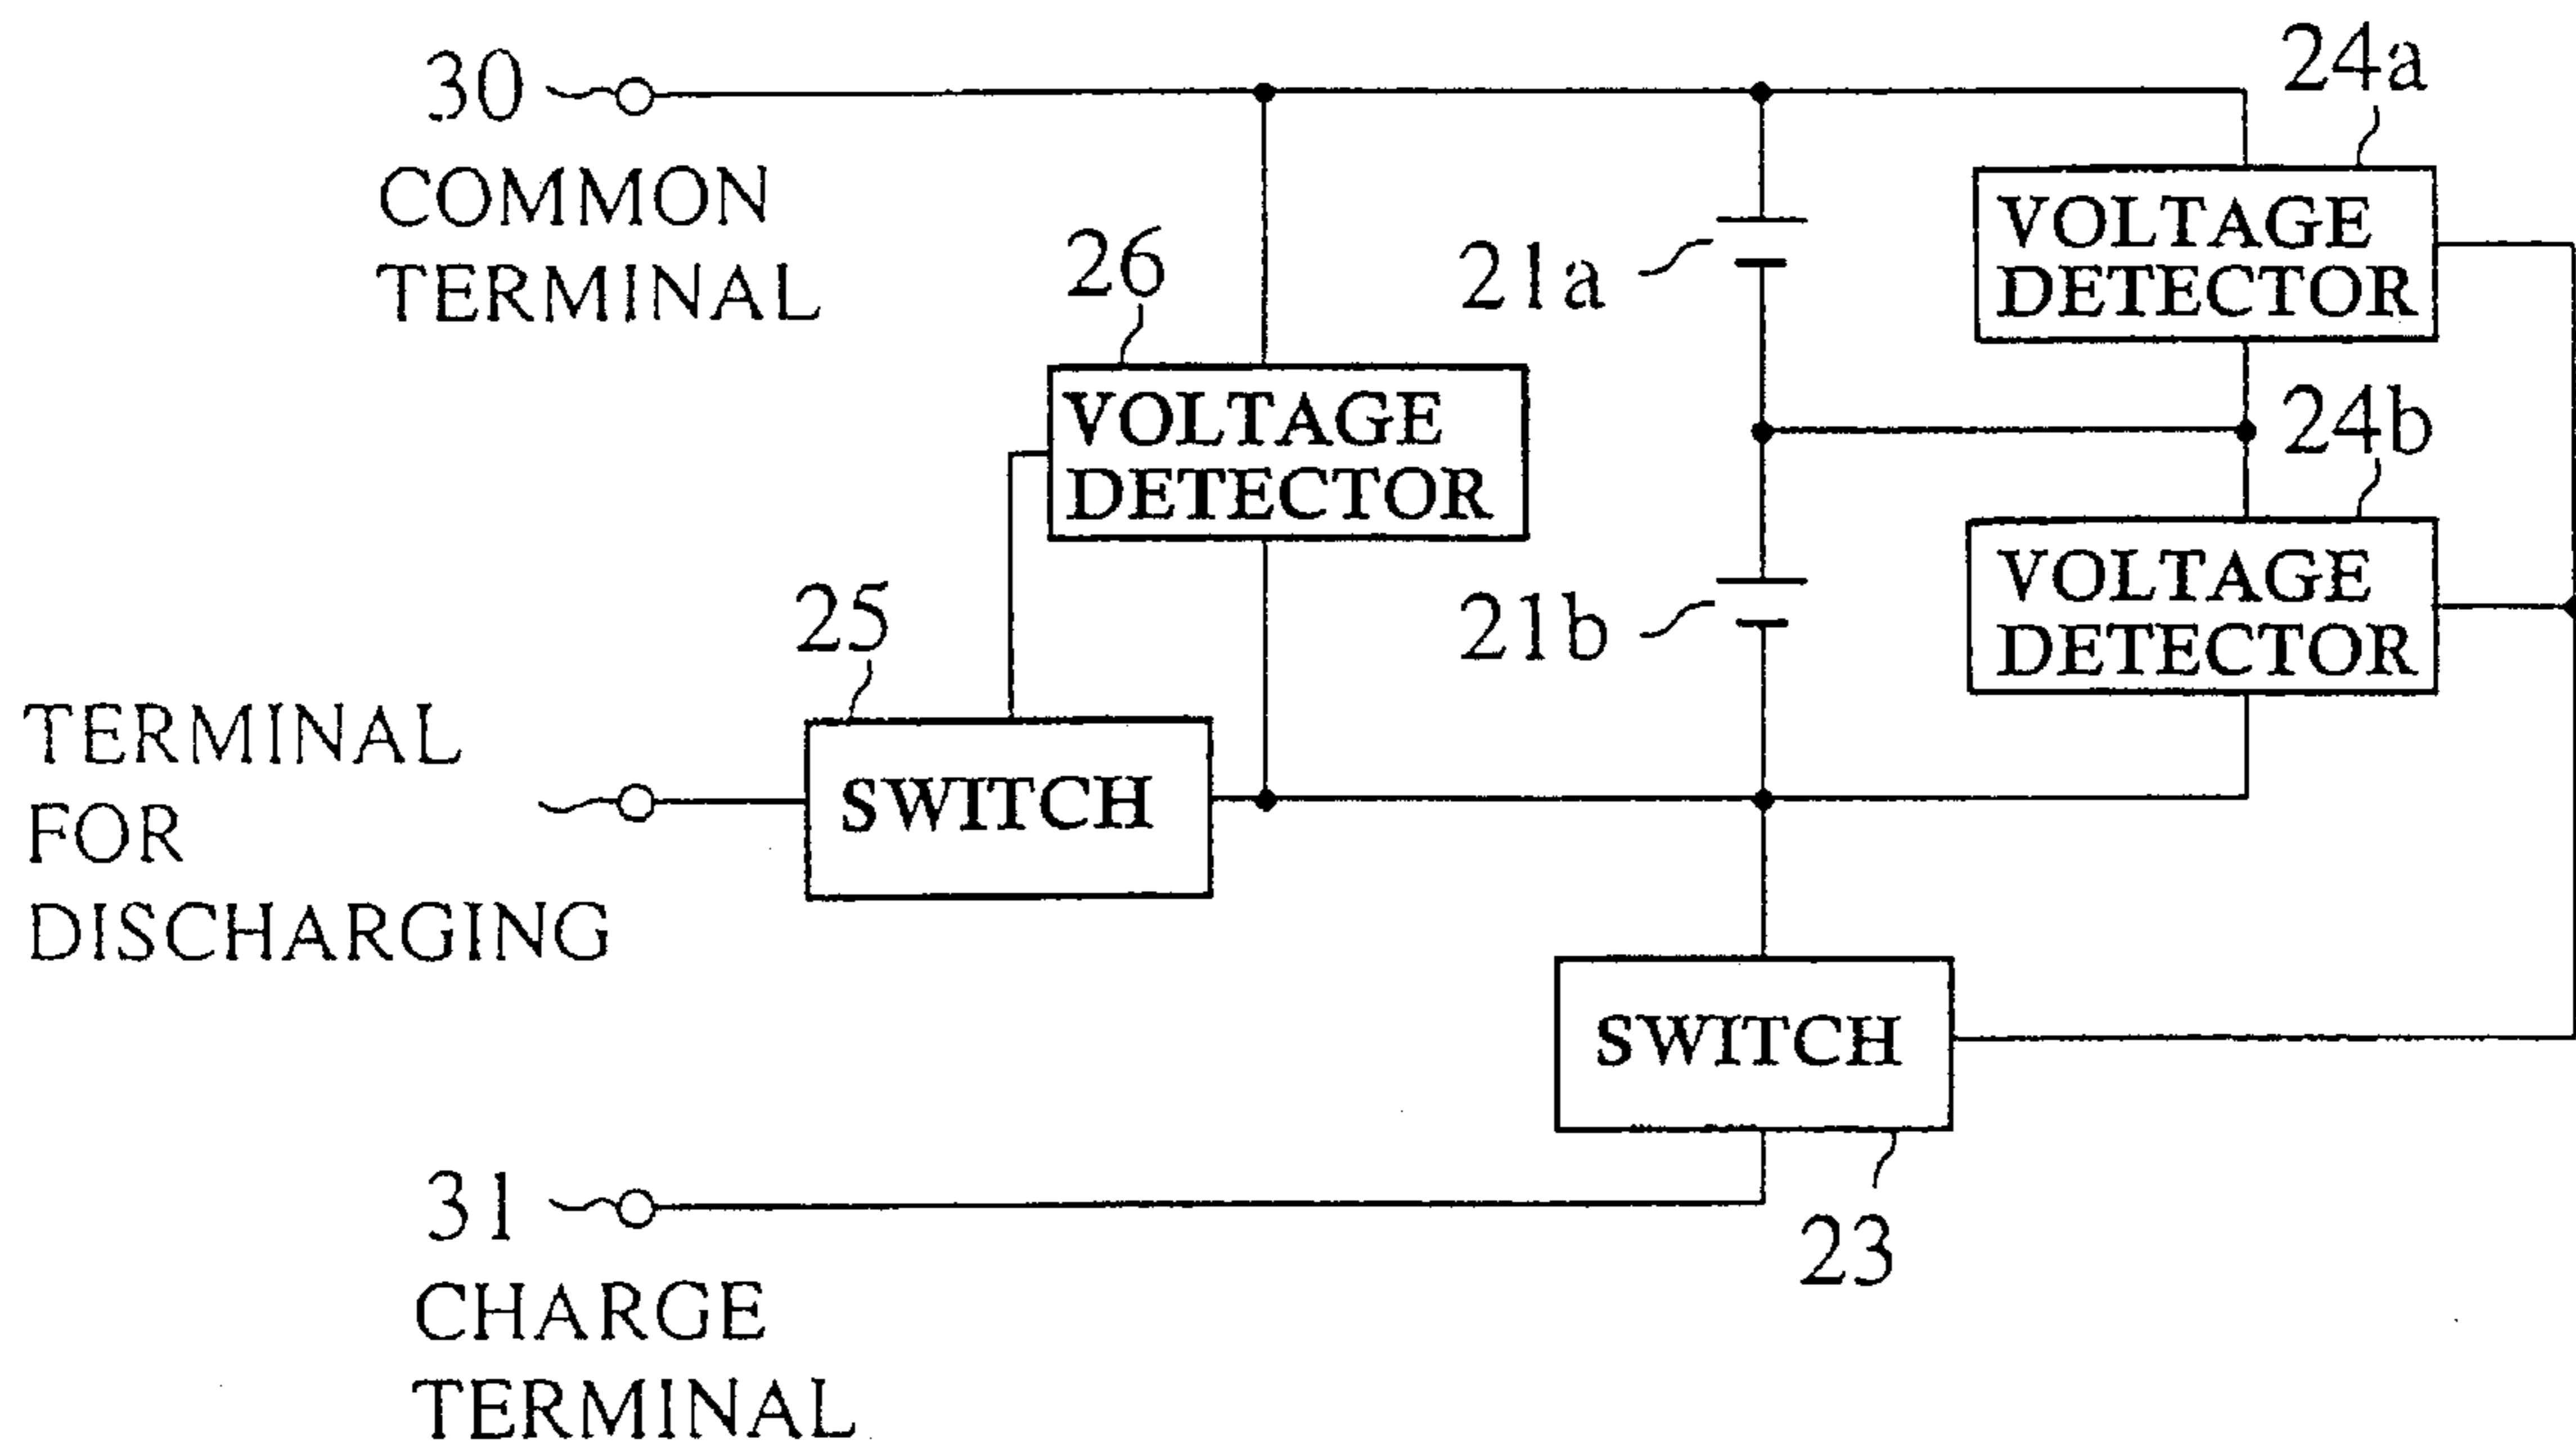 30
COMMON
TERMINAL
24a
VOLTAGE
DETECTOR
26
VOLTAGE
DETECTOR
21a
24b
VOLTAGE
DETECTOR
25
SWITCH
21b
TERMINAL
FOR
DISCHARGING
SWITCH
23
31
CHARGE
TERMINAL